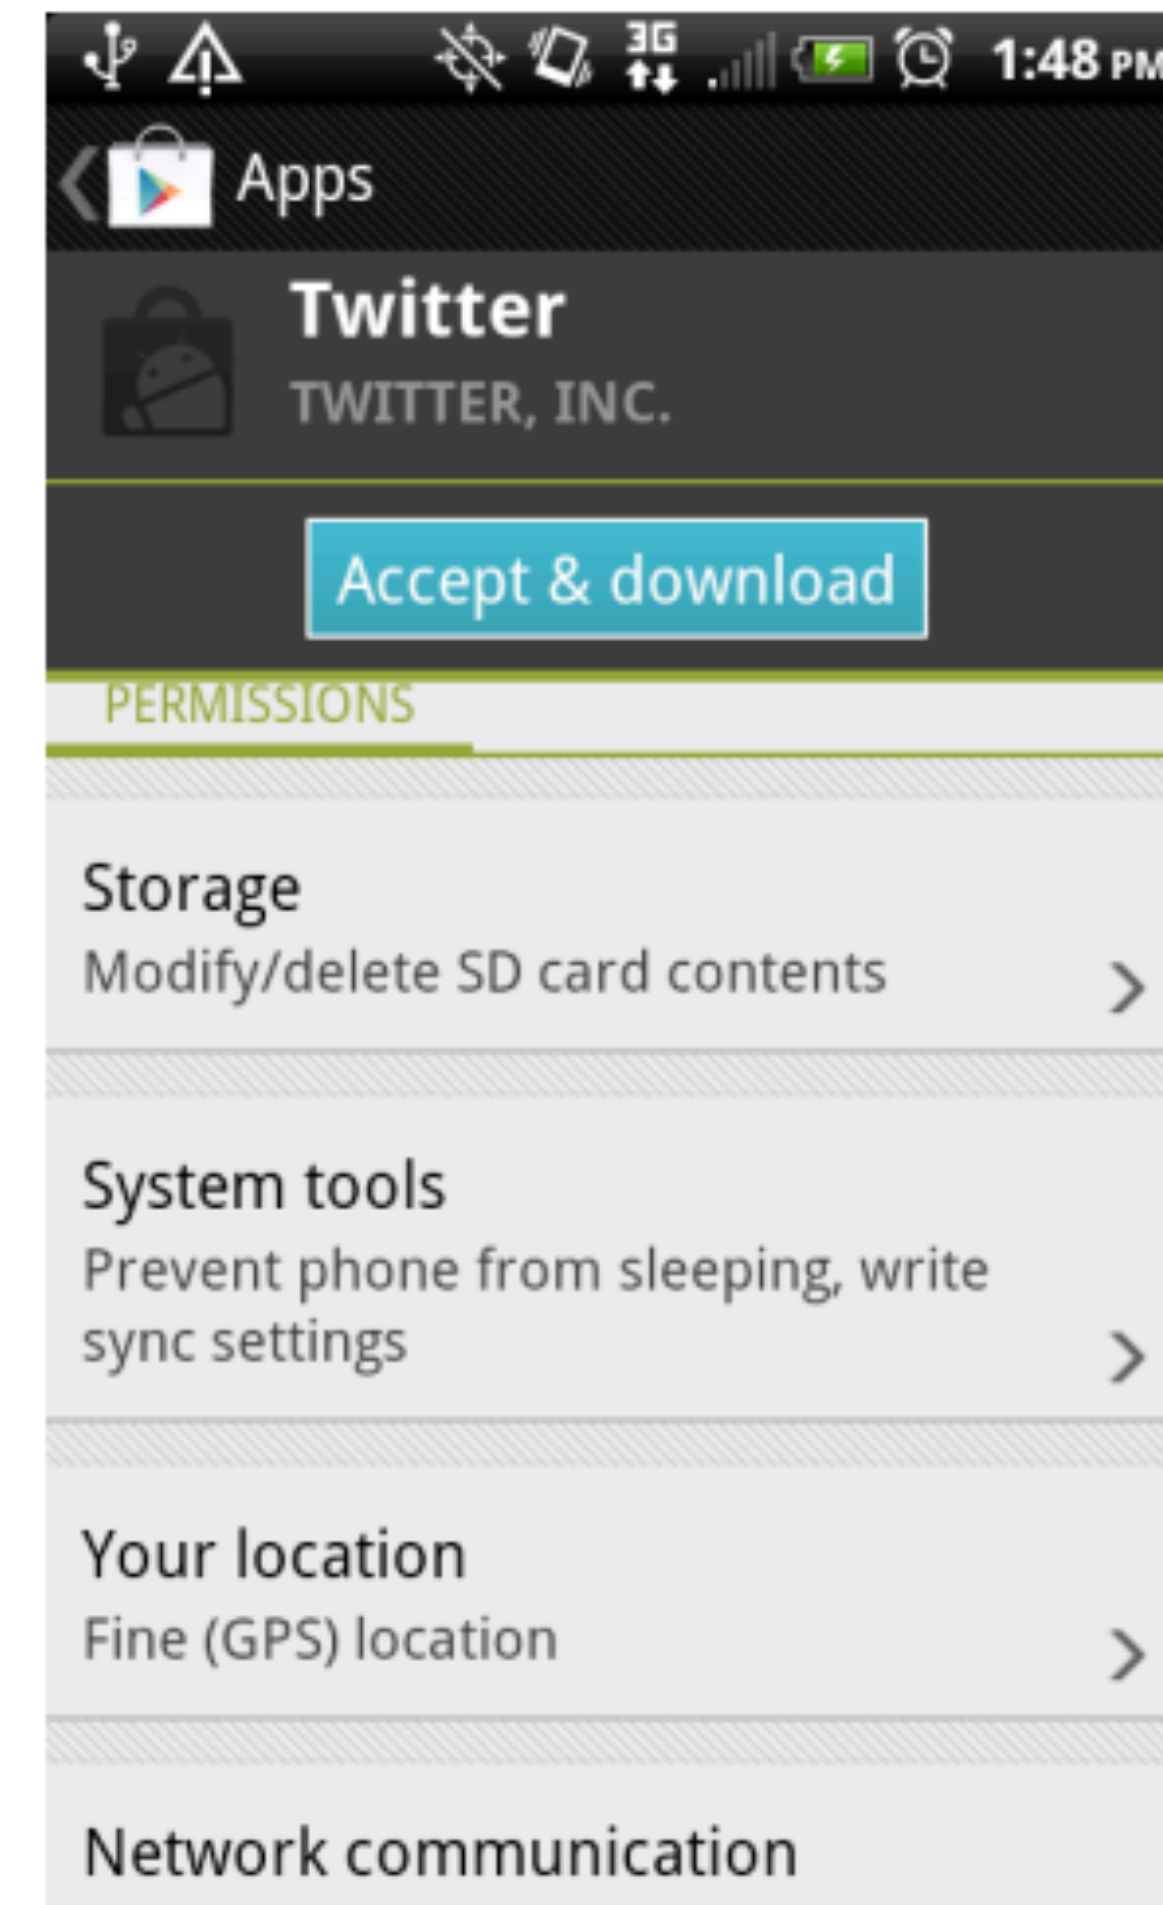 3G
1:48 PM
Apps
Twitter
TWITTER, INC.
Accept & download
PERMISSIONS
Storage
Modify/delete SD card contents
System tools
Prevent phone from sleeping, write
sync settings
Your location
Fine (GPS) location
Network communication